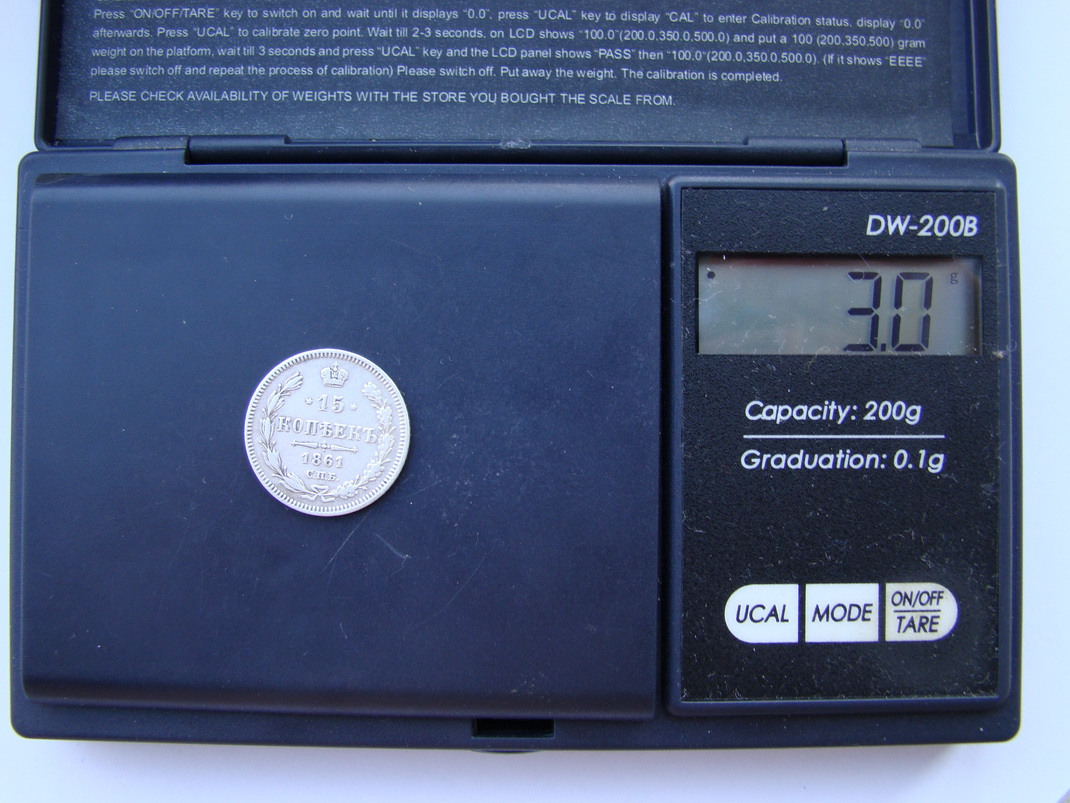 Press "ON/OFF/TARE" key to switch on and wait until it displays "0.0", press "UCAL" key to display "CAL" to enter Calibration status, display "0.0"
afterwards. Press "UCAL" to calibrate zero point. Wait till 2-3 seconds, on LCD shows "100.0"(200.0,350.0.500.0) and put a 100 (200.350.500) gram
weight on the platform, wait till 3 seconds and press "UCAL" key and the LCD panel shows "PASS" then "100.0"(200.0,350.0.500.0). (If it shows "EEEE"
please switch off and repeat the process of calibration) Please switch off. Put away the weight. The calibration is completed.
PLEASE CHECK AVAILABILITY OF WEIGHTS WITH THE STORE YOU BOUGHT THE SCALE FROM.
DW-200B
3.0 g
Capacity: 200g
Graduation: 0.1g
UCAL
MODE
ON/OFF
TARE
*15*
КОПѢЕКЪ
1861
СПБ